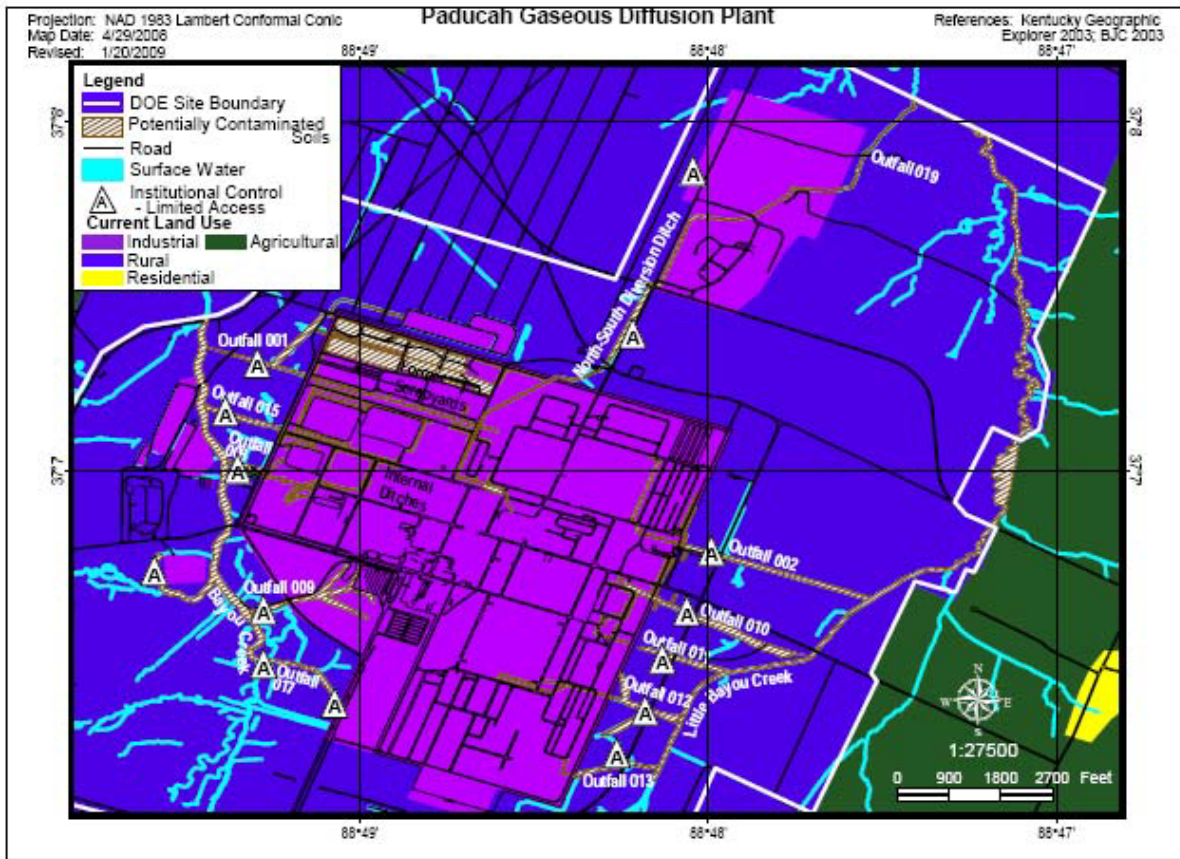 Projection: NAD 1983 Lambert Conformal Conic
Map Date: 4/29/2008
Revised: 1/20/2009
Paducah Gaseous Diffusion Plant
References: Kentucky Geographic
Explorer 2003; BJC 2003
88°49'
88°48'
88°47'
Legend
DOE Site Boundary
Potentially Contaminated
Soils
Road
Surface Water
A Institutional Control
- Limited Access
Current Land Use
Industrial Agricultural
Rural
Residential
37°8'
37°8'
Outfall 019
A
North-South Diversion Ditch
A
Outfall 001
A
Scrapyards
Outfall 015
A
Outfall
A
37°7'
37°7'
Internal
Ditches
A
Outfall 002
A
Outfall 009
A
Bayou Creek
A
Outfall 010
A
A
Outfall
017
A
Outfall 012
A
Little Bayou Creek
A
Outfall 013
N
W E
S
1:27500
0 900 1800 2700 Feet
88°49'
88°48'
88°47'